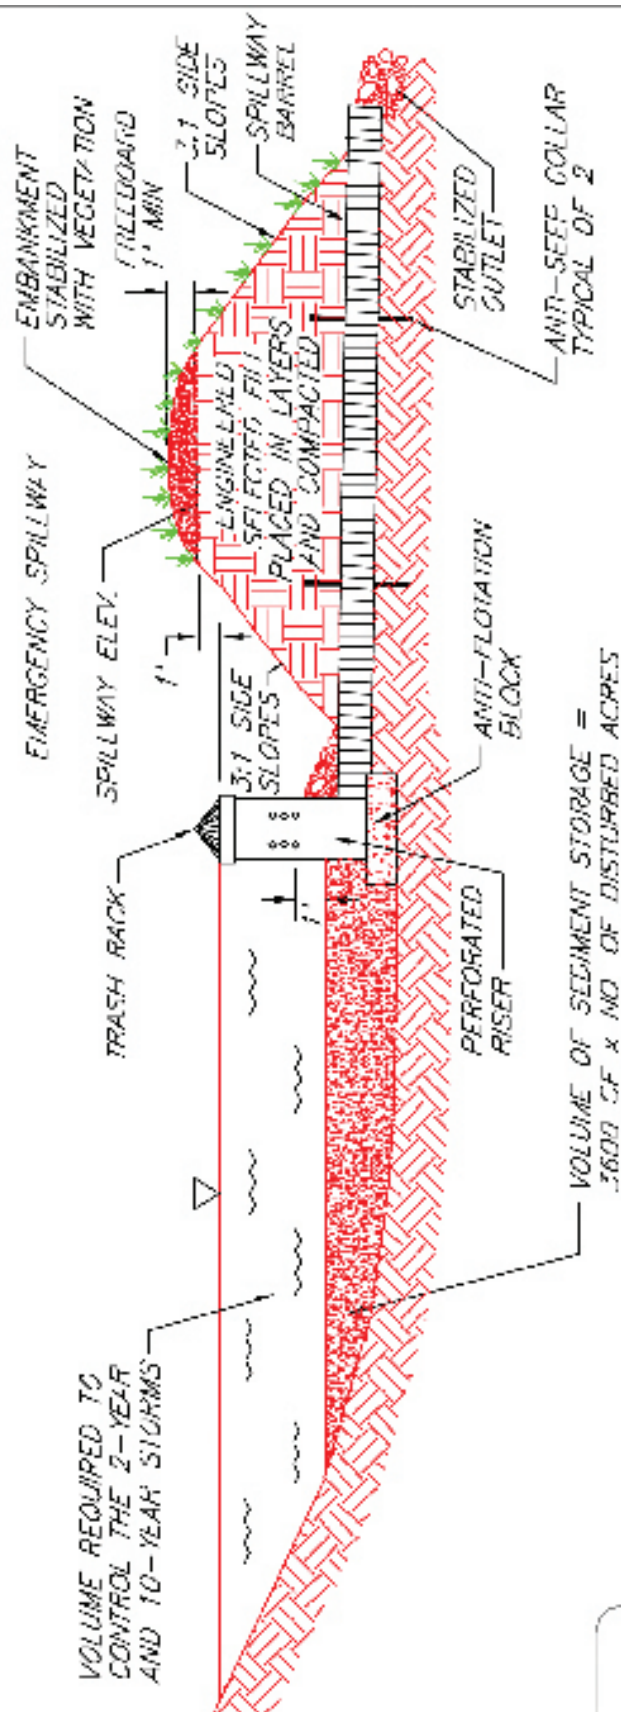 VOLUME REQUIRED TO
CONTROL THE 2-YEAR
AND 10-YEAR STORMS
TRASH RACK
EMERGENCY SPILLWAY
SPILLWAY ELEV.
EMBANKMENT
STABILIZED
WITH VEGETATION
FREEBOARD
1' MIN
3:1 SIDE
SLOPES
SPILLWAY
BARREL
1'
3:1 SIDE
SLOPES
ENGINEERED
SELECTED FILL
PLACED IN LAYERS
AND COMPACTED
1'
PERFORATED
RISER
ANTI-FLOTATION
BLOCK
STABILIZED
OUTLET
ANTI-SEEP COLLAR
TYPICAL OF 2
VOLUME OF SEDIMENT STORAGE =
3600 CF X NO OF DISTURBED ACRES